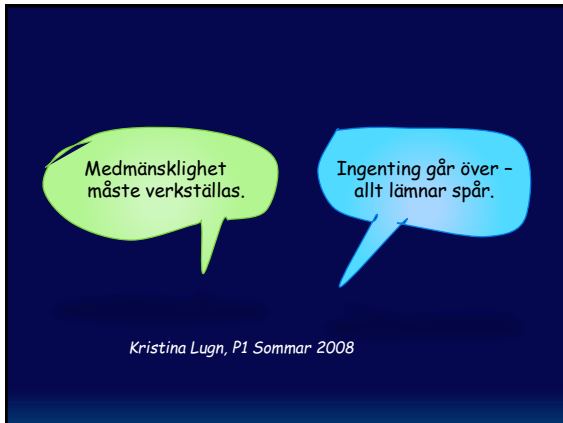 Medmänsklighet
måste verkställas.
Ingenting går över –
allt lämnar spår.
Kristina Lugn, P1 Sommar 2008